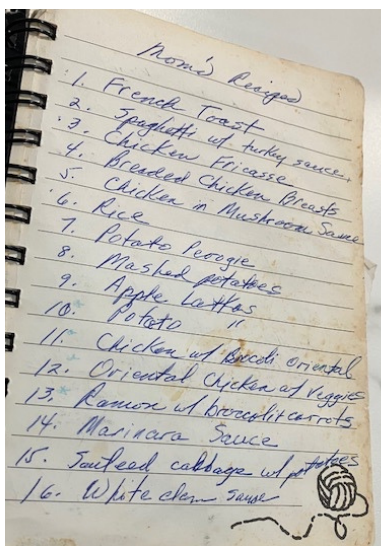 Mom's Recipes
1. French Toast
2. Spaghetti w/ turkey sauce
3. Chicken Fricasse
4. Breaded Chicken Breasts
5. Chicken in Mushroom Sauce
6. Rice
7. Potato Peroogie
8. Mashed potatoes
9. Apple Latkas
10. Potato "
11. Chicken w/ Brocoli Oriental
12. Oriental Chicken w/ Veggies
13. Ramon w/ broccoli + carrots
14. Marinara Sauce
15. Sauteed cabbage w/ potatoes
16. White clam sauce